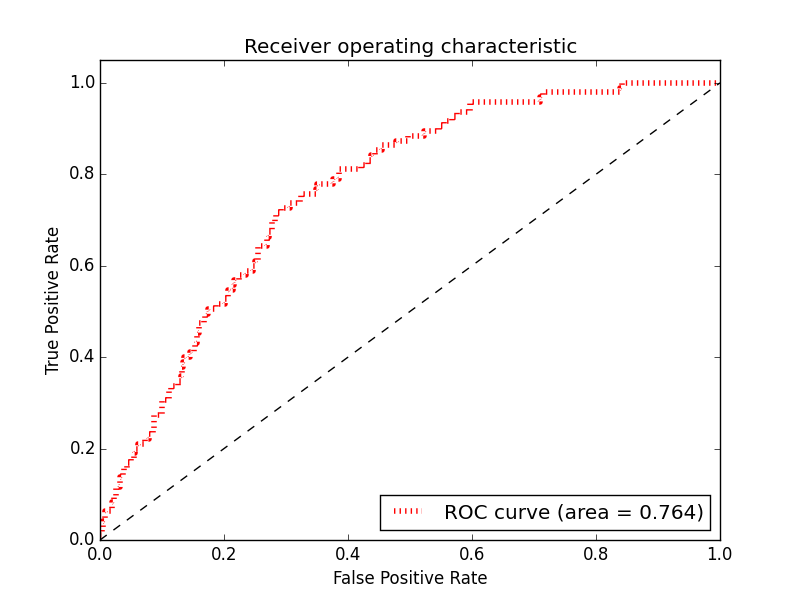 Receiver operating characteristic
1.0
0.8
0.6
0.4
0.2
0.0
True Positive Rate
ROC curve (area = 0.764)
0.0 0.2 0.4 0.6 0.8 1.0
False Positive Rate